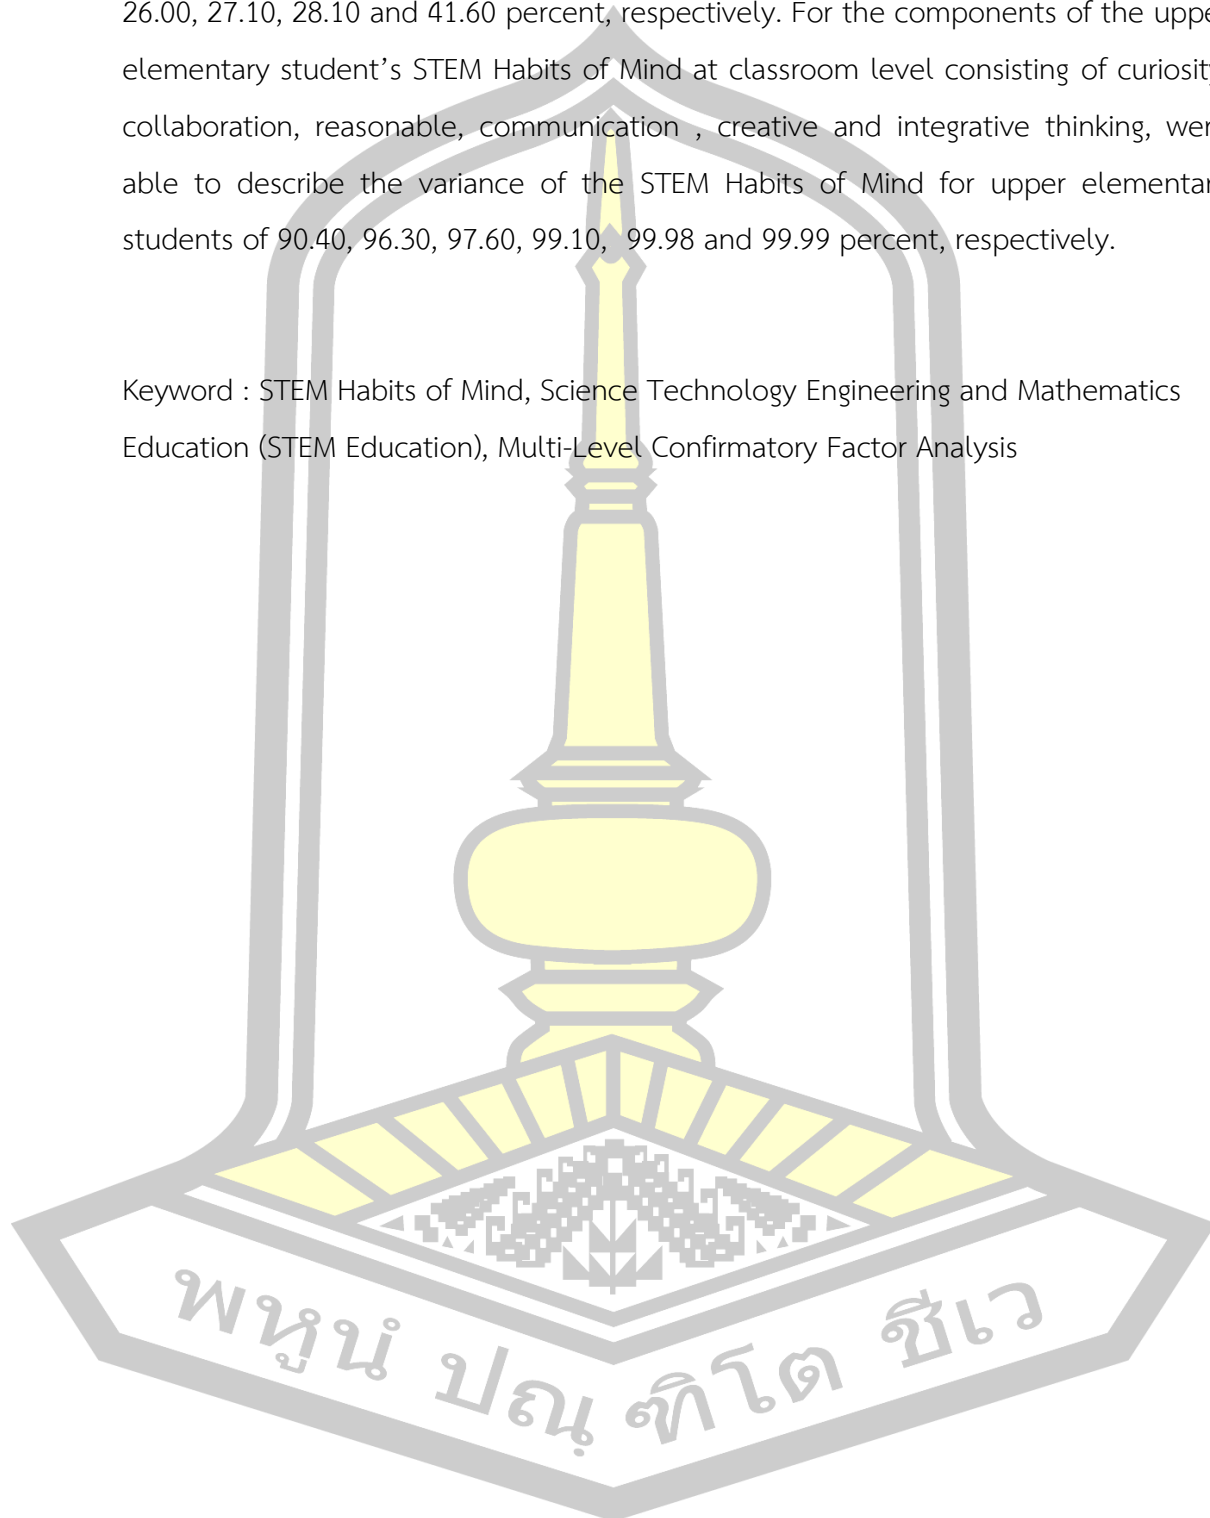 26.00, 27.10, 28.10 and 41.60 percent, respectively. For the components of the uppe
elementary student’s STEM Habits of Mind at classroom level consisting of curiosity
collaboration, reasonable, communication , creative and integrative thinking, wer
able to describe the variance of the STEM Habits of Mind for upper elementar
students of 90.40, 96.30, 97.60, 99.10, 99.98 and 99.99 percent, respectively.
Keyword : STEM Habits of Mind, Science Technology Engineering and Mathematics
Education (STEM Education), Multi-Level Confirmatory Factor Analysis
พหูนํ ปณฺฑิโต ชีเว